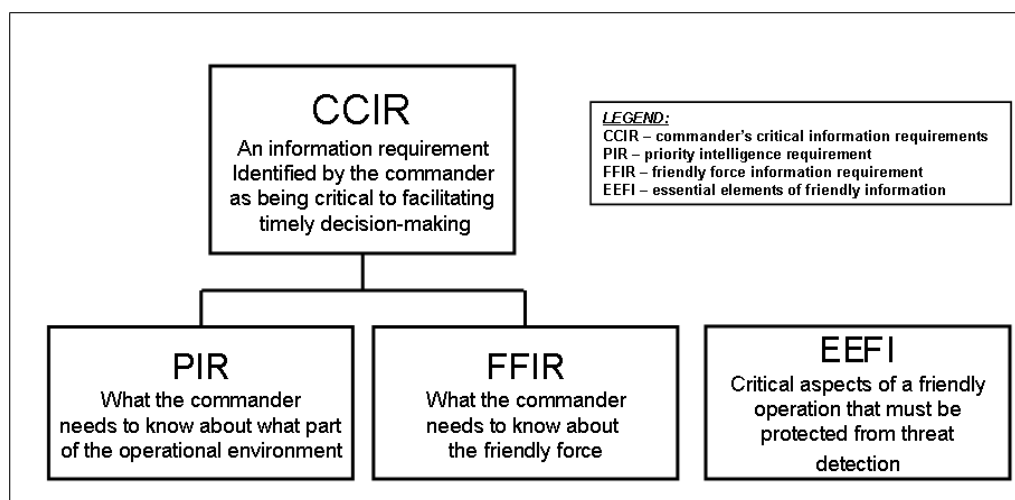 CCIR
An information requirement
Identified by the commander
as being critical to facilitating
timely decision-making
LEGEND:
CCIR – commander's critical information requirements
PIR – priority intelligence requirement
FFIR – friendly force information requirement
EEFI – essential elements of friendly information
PIR
What the commander
needs to know about what part
of the operational environment
FFIR
What the commander
needs to know about
the friendly force
EEFI
Critical aspects of a friendly
operation that must be
protected from threat
detection